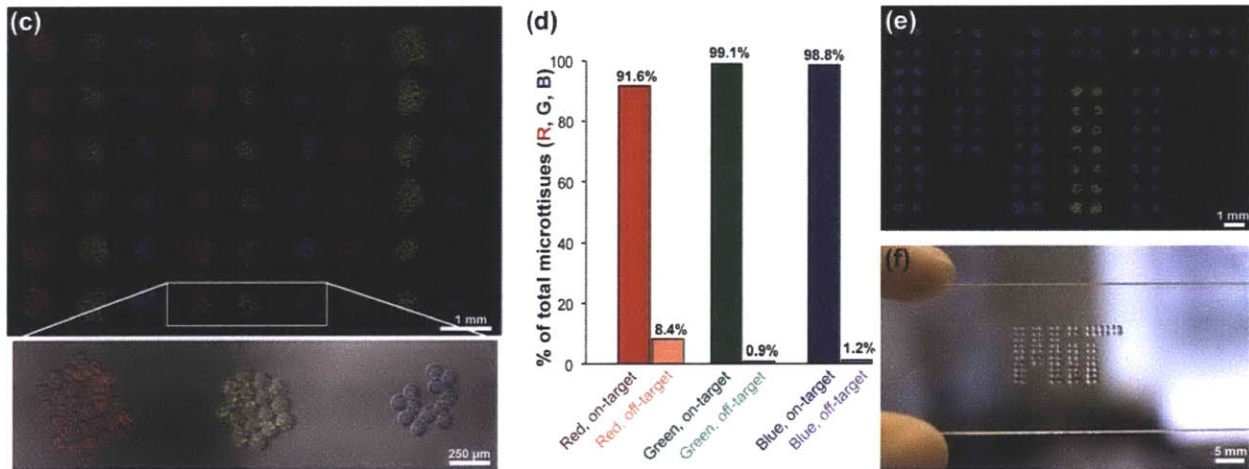 (c)
1 mm
250 µm
(d)
% of total microttisues (R, G, B)
100
80
60
40
20
0
91.6%
8.4%
99.1%
0.9%
98.8%
1.2%
Red, on-target
Red, off-target
Green, on-target
Green, off-target
Blue, on-target
Blue, off-target
(e)
1 mm
(f)
5 mm